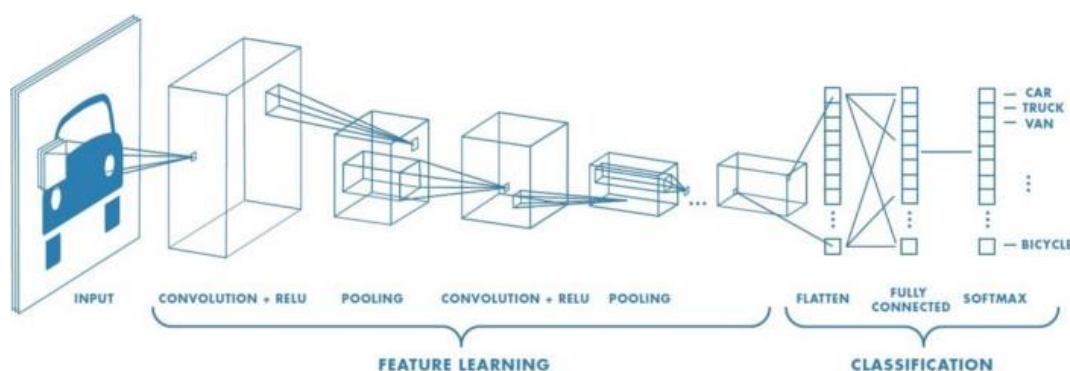 CAR
TRUCK
VAN
BICYCLE
INPUT
CONVOLUTION + RELU
POOLING
CONVOLUTION + RELU
POOLING
FLATTEN
FULLY
CONNECTED
SOFTMAX
FEATURE LEARNING
CLASSIFICATION